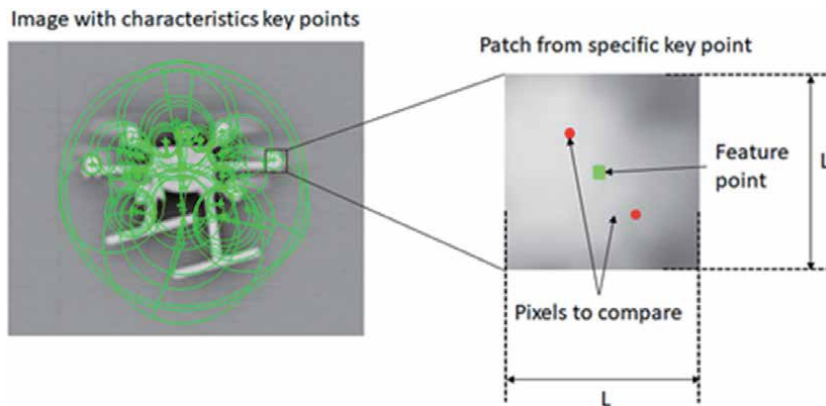 Image with characteristics key points
Patch from specific key point
Feature
point
L
Pixels to compare
L